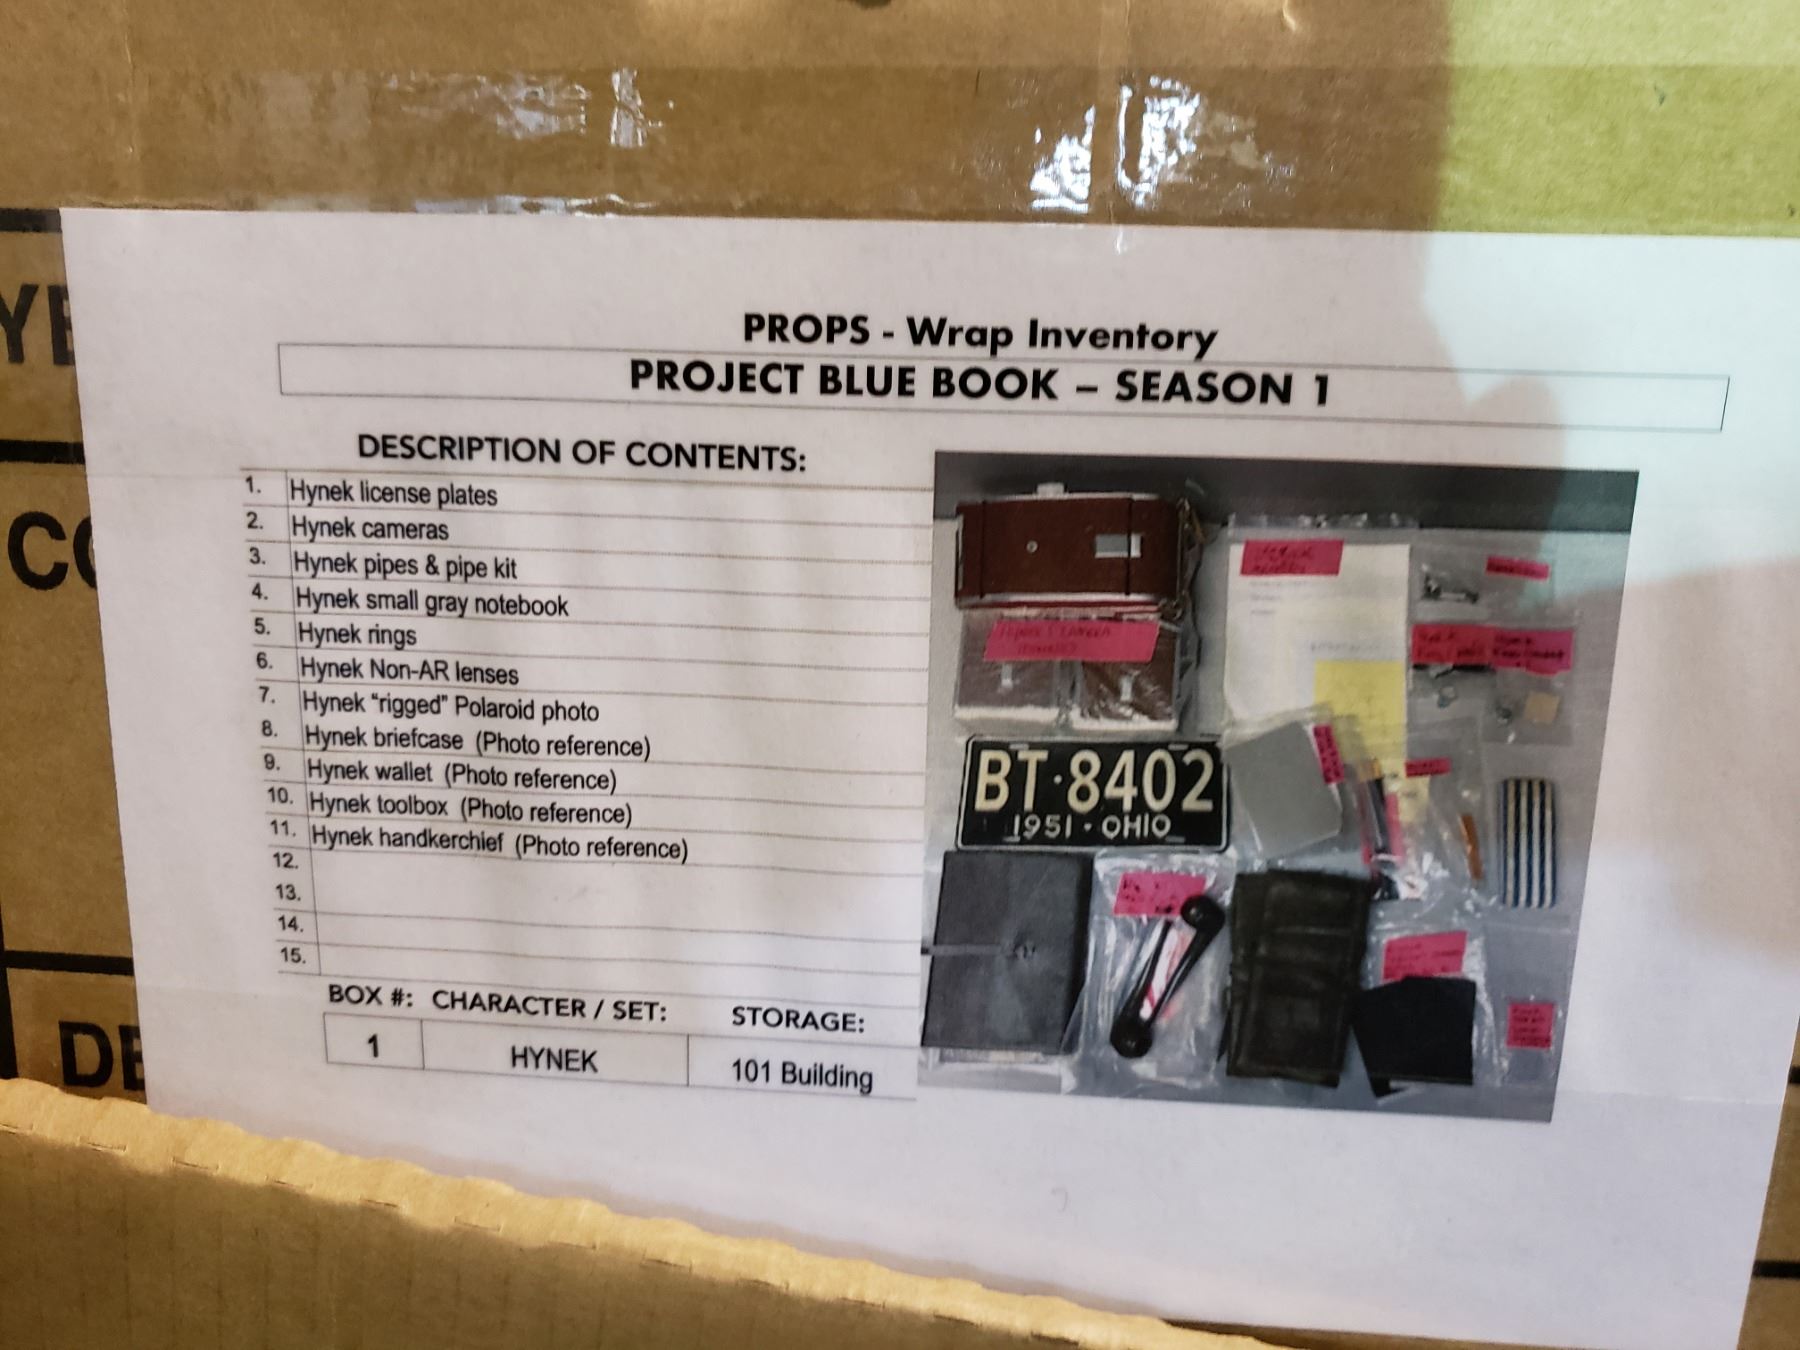 YE
CO
DE
PROPS - Wrap Inventory
PROJECT BLUE BOOK – SEASON 1
DESCRIPTION OF CONTENTS:
1. Hynek license plates
2. Hynek cameras
3. Hynek pipes & pipe kit
4. Hynek small gray notebook
5. Hynek rings
6. Hynek Non-AR lenses
7. Hynek “rigged” Polaroid photo
8. Hynek briefcase (Photo reference)
9. Hynek wallet (Photo reference)
10. Hynek toolbox (Photo reference)
11. Hynek handkerchief (Photo reference)
12.
13.
14.
15.
BOX #: CHARACTER / SET: STORAGE:
1 HYNEK 101 Building
BT·8402
1951 · OHIO